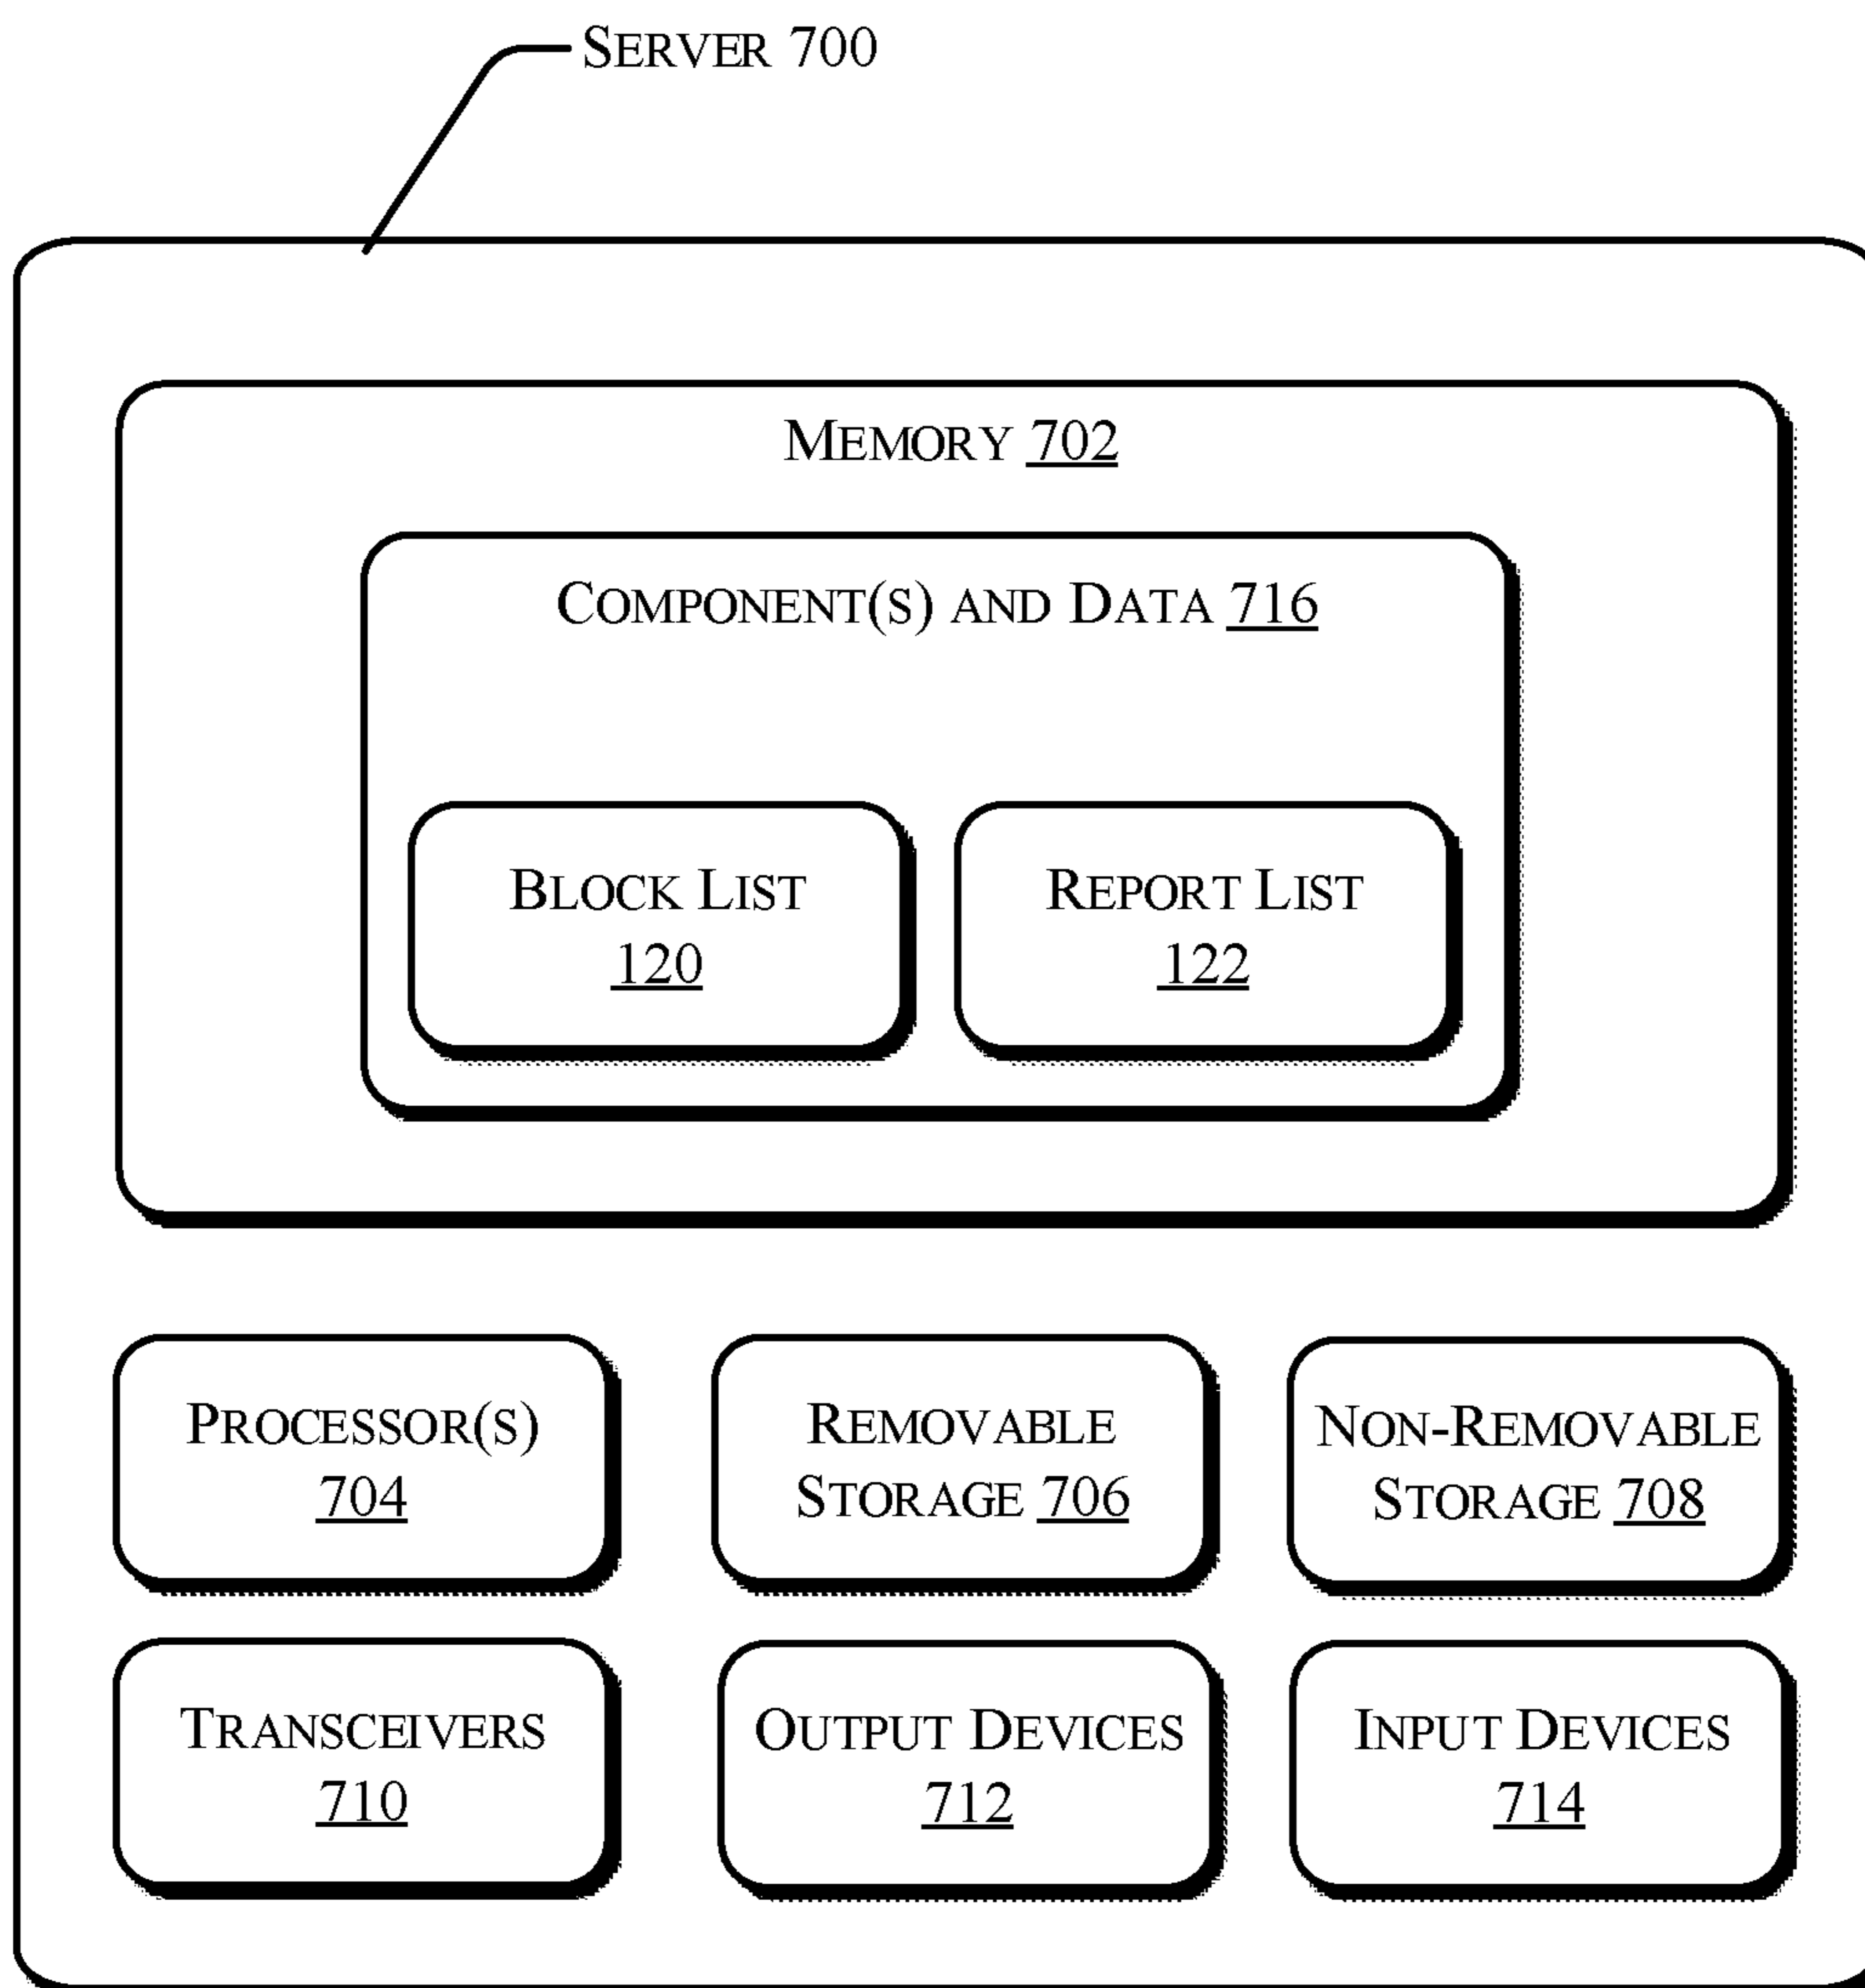 SERVER 700
MEMORY 702
COMPONENT(S) AND DATA 716
BLOCK LIST
120
REPORT LIST
122
PROCESSOR(S)
704
REMOVABLE
STORAGE 706
NON-REMOVABLE
STORAGE 708
TRANSCEIVERS
710
OUTPUT DEVICES
712
INPUT DEVICES
714